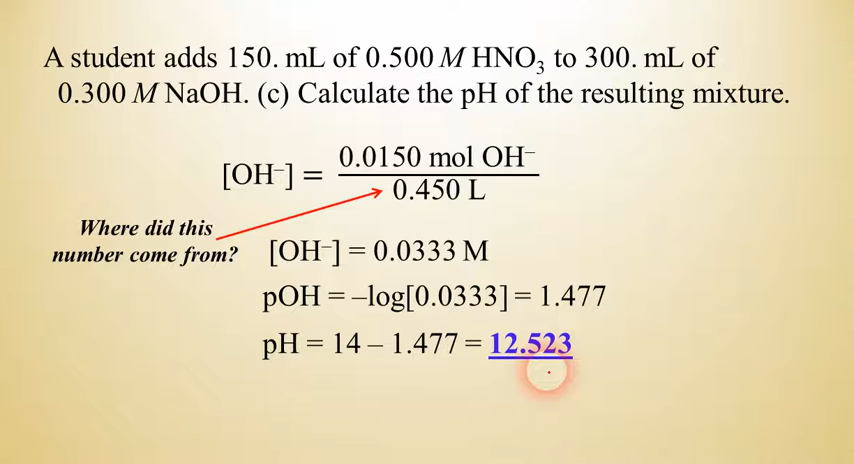 A student adds 150. mL of 0.500 M HNO₃ to 300. mL of
0.300 M NaOH. (c) Calculate the pH of the resulting mixture.
0.0150 mol OH⁻
[OH⁻] =
0.450 L
Where did this
number come from?
[OH⁻] = 0.0333 M
pOH = –log[0.0333] = 1.477
pH = 14 – 1.477 = 12.523